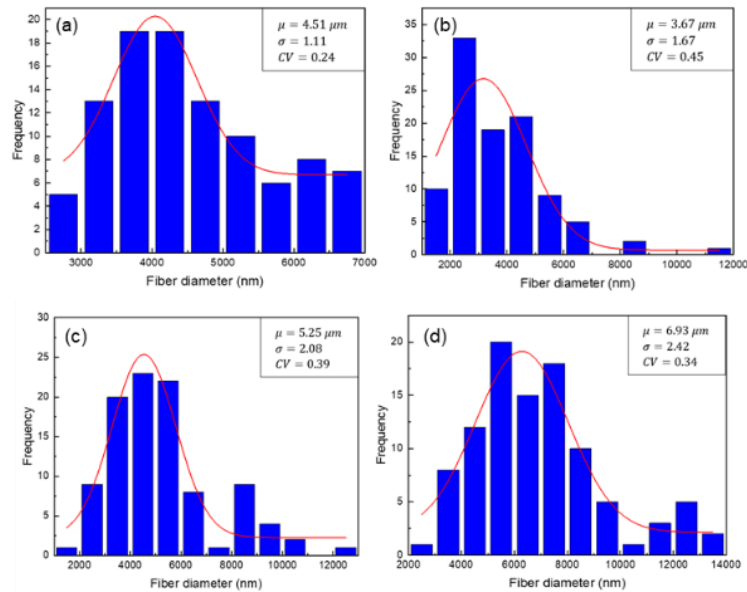 (a)
μ = 4.51 μm
σ = 1.11
CV = 0.24
20
18
16
14
12
10
8
6
4
2
0
Frequency
3000 4000 5000 6000 7000
Fiber diameter (nm)
(b)
μ = 3.67 μm
σ = 1.67
CV = 0.45
35
30
25
20
15
10
5
0
Frequency
2000 4000 6000 8000 10000 12000
Fiber diameter (nm)
(c)
μ = 5.25 μm
σ = 2.08
CV = 0.39
30
25
20
15
10
5
0
Frequency
2000 4000 6000 8000 10000 12000
Fiber diameter (nm)
(d)
μ = 6.93 μm
σ = 2.42
CV = 0.34
20
15
10
5
0
Frequency
2000 4000 6000 8000 10000 12000 14000
Fiber diameter (nm)